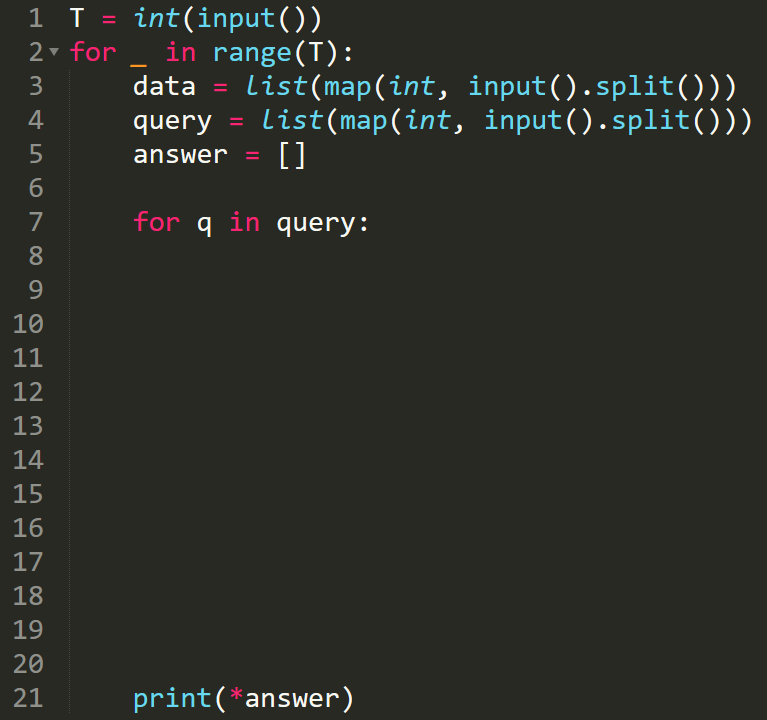 1 T = int(input())
2 for _ in range(T):
3     data = list(map(int, input().split()))
4     query = list(map(int, input().split()))
5     answer = []
6
7     for q in query:
8
9
10
11
12
13
14
15
16
17
18
19
20
21     print(*answer)